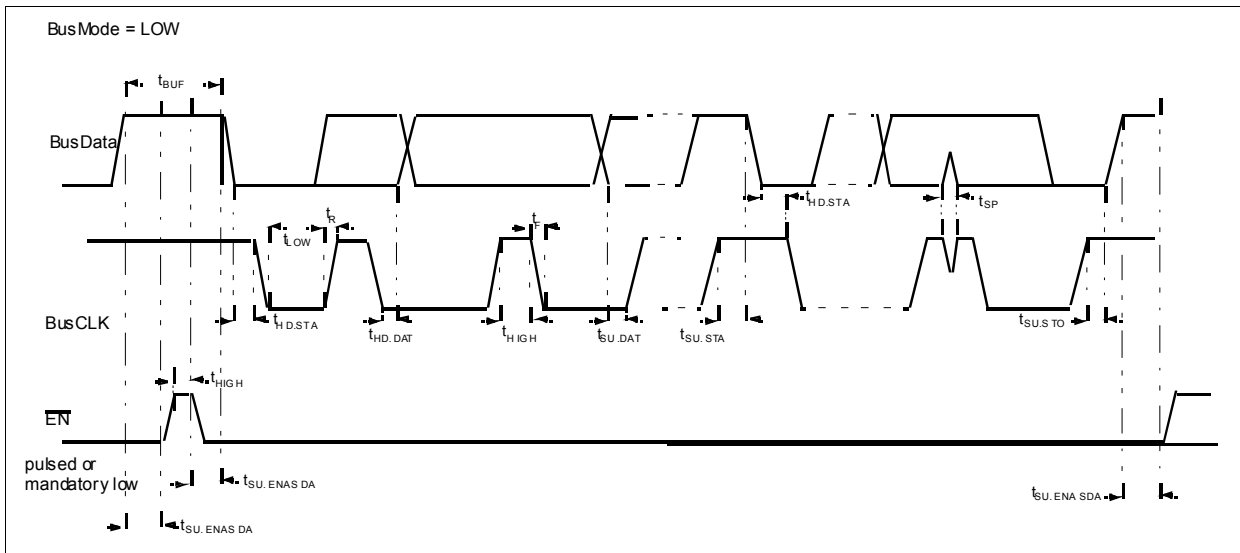 BusMode = LOW
tBUF
BusData
tHD.STA
tSP
tR
tLOW
tF
BusCLK
tHD.STA
tHD.DAT
tHIGH
tSU.DAT
tSU.STA
tSU.STO
tHIGH
EN
pulsed or
mandatory low
tSU.ENASDA
tSU.ENASDA
tSU.ENASDA